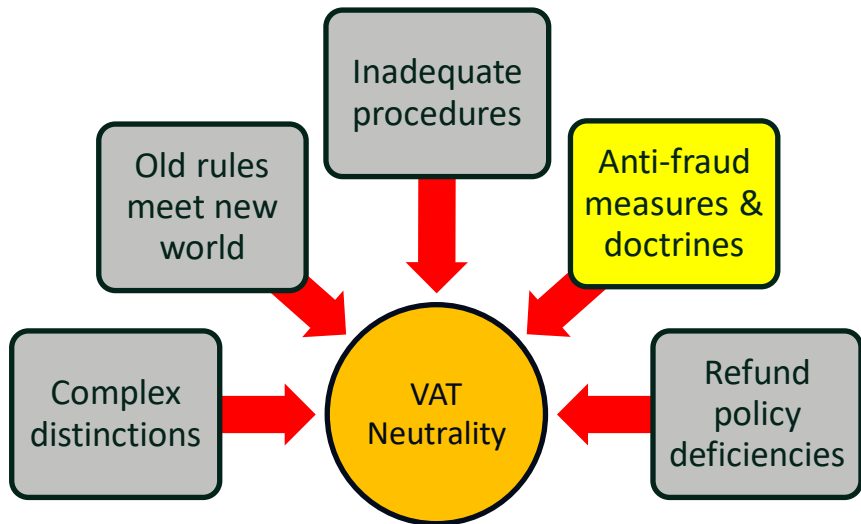 Inadequate
procedures
Old rules
meet new
world
Anti-fraud
measures &
doctrines
Complex
distinctions
VAT
Neutrality
Refund
policy
deficiencies